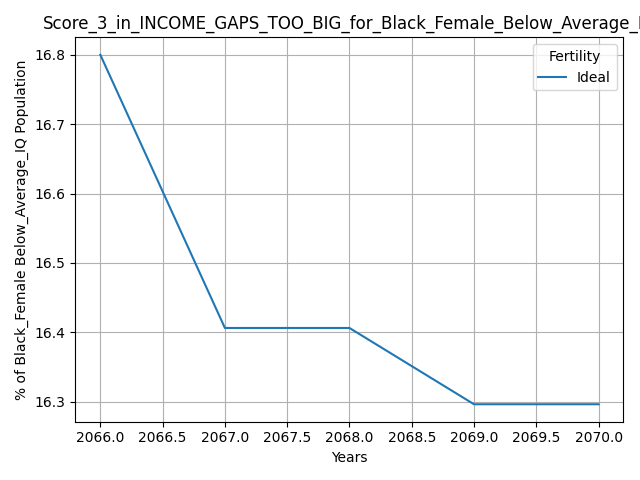 Score_3_in_INCOME_GAPS_TOO_BIG_for_Black_Female_Below_Average_
Fertility
Ideal
% of Black_Female Below_Average_IQ Population
16.8
16.7
16.6
16.5
16.4
16.3
2066.0 2066.5 2067.0 2067.5 2068.0 2068.5 2069.0 2069.5 2070.0
Years